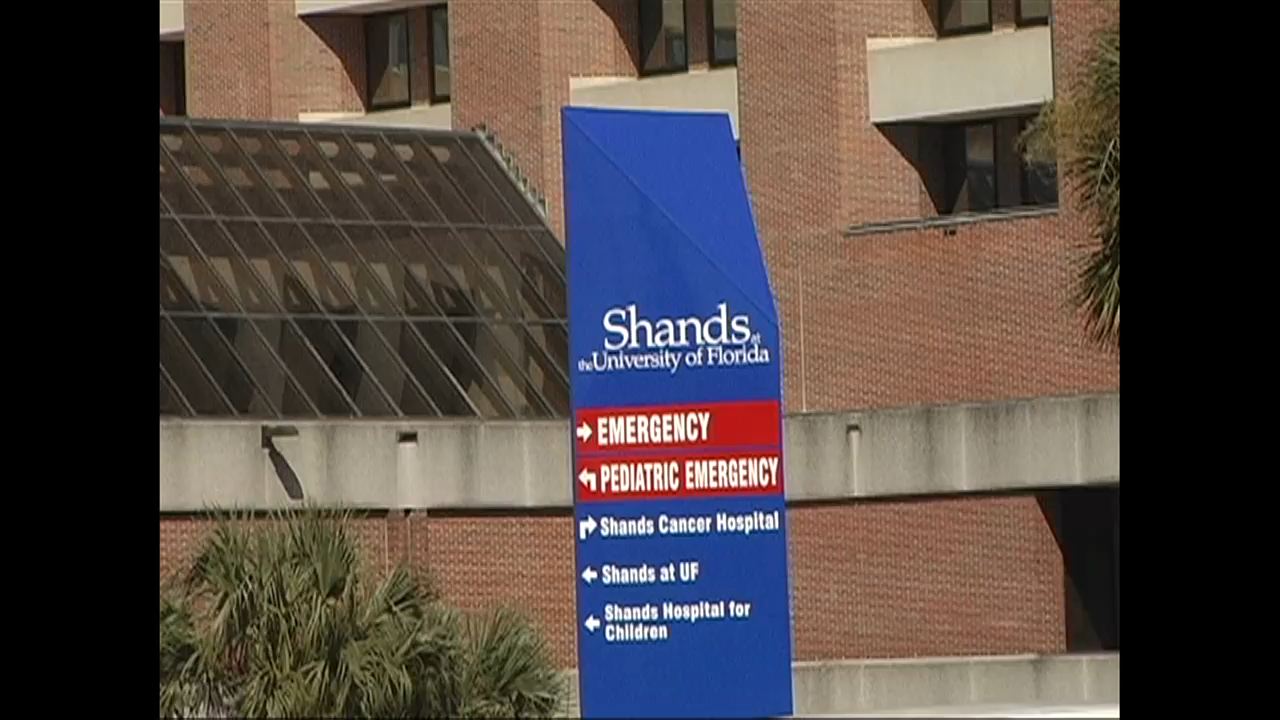 Shands at
the University of Florida
EMERGENCY
PEDIATRIC EMERGENCY
Shands Cancer Hospital
Shands at UF
Shands Hospital for
Children